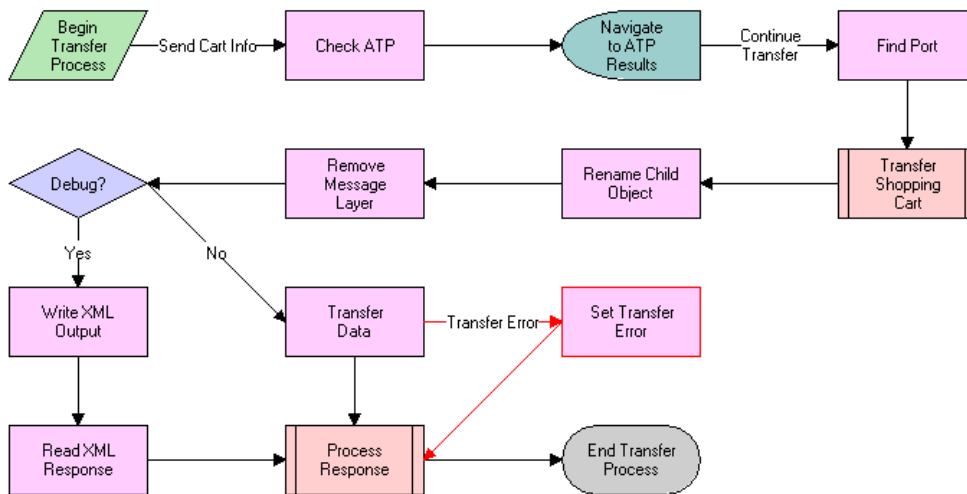 Begin
Transfer
Process
Send Cart Info
Check ATP
Navigate
to ATP
Results
Continue
Transfer
Find Port
Debug?
Remove
Message
Layer
Rename Child
Object
Transfer
Shopping
Cart
Yes
No
Write XML
Output
Transfer
Data
Transfer Error
Set Transfer
Error
Read XML
Response
Process
Response
End Transfer
Process